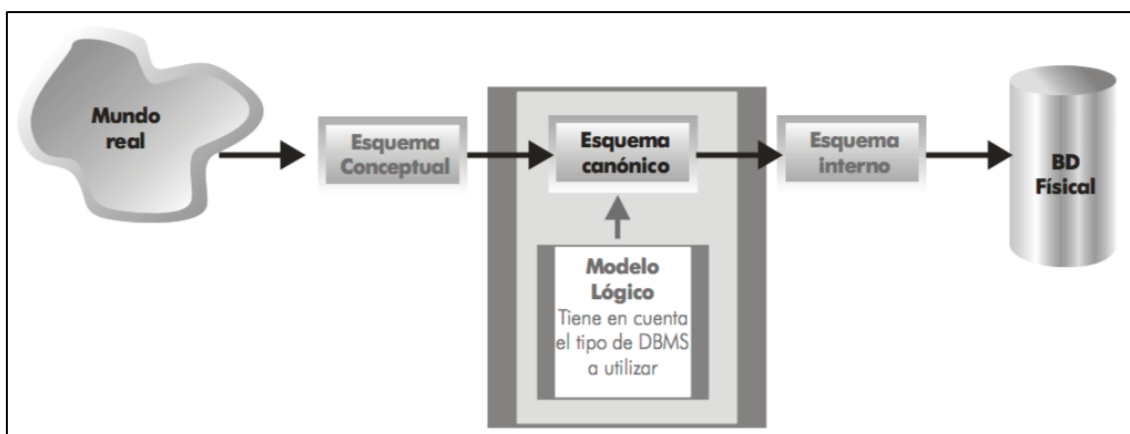 Mundo
real
Esquema
Conceptual
Esquema
canónico
Modelo
Lógico
Tiene en cuenta
el tipo de DBMS
a utilizar
Esquema
interno
BD
Físical